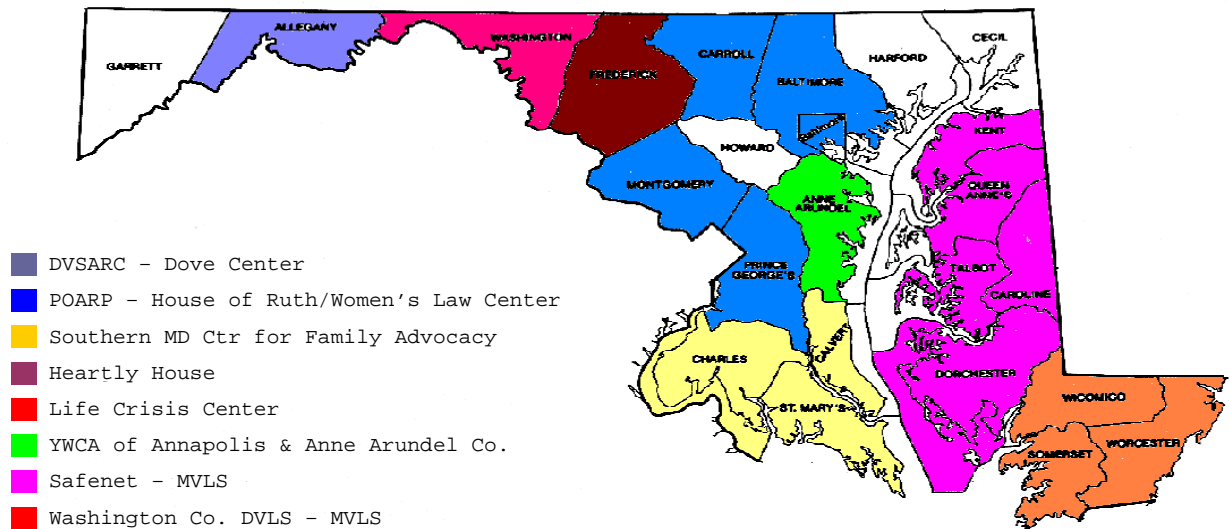 GARRETT
ALLEGANY
WASHINGTON
FREDERICK
CARROLL
BALTIMORE
HARFORD
CECIL
Baltimore
HOWARD
MONTGOMERY
ANNE
ARUNDEL
PRINCE
GEORGE'S
KENT
QUEEN
ANNE'S
TALBOT
CAROLINE
CALVERT
CHARLES
ST. MARY'S
DORCHESTER
WICOMICO
WORCESTER
SOMERSET
DVSARC – Dove Center
POARP – House of Ruth/Women's Law Center
Southern MD Ctr for Family Advocacy
Heartly House
Life Crisis Center
YWCA of Annapolis & Anne Arundel Co.
Safenet – MVLS
Washington Co. DVLS – MVLS